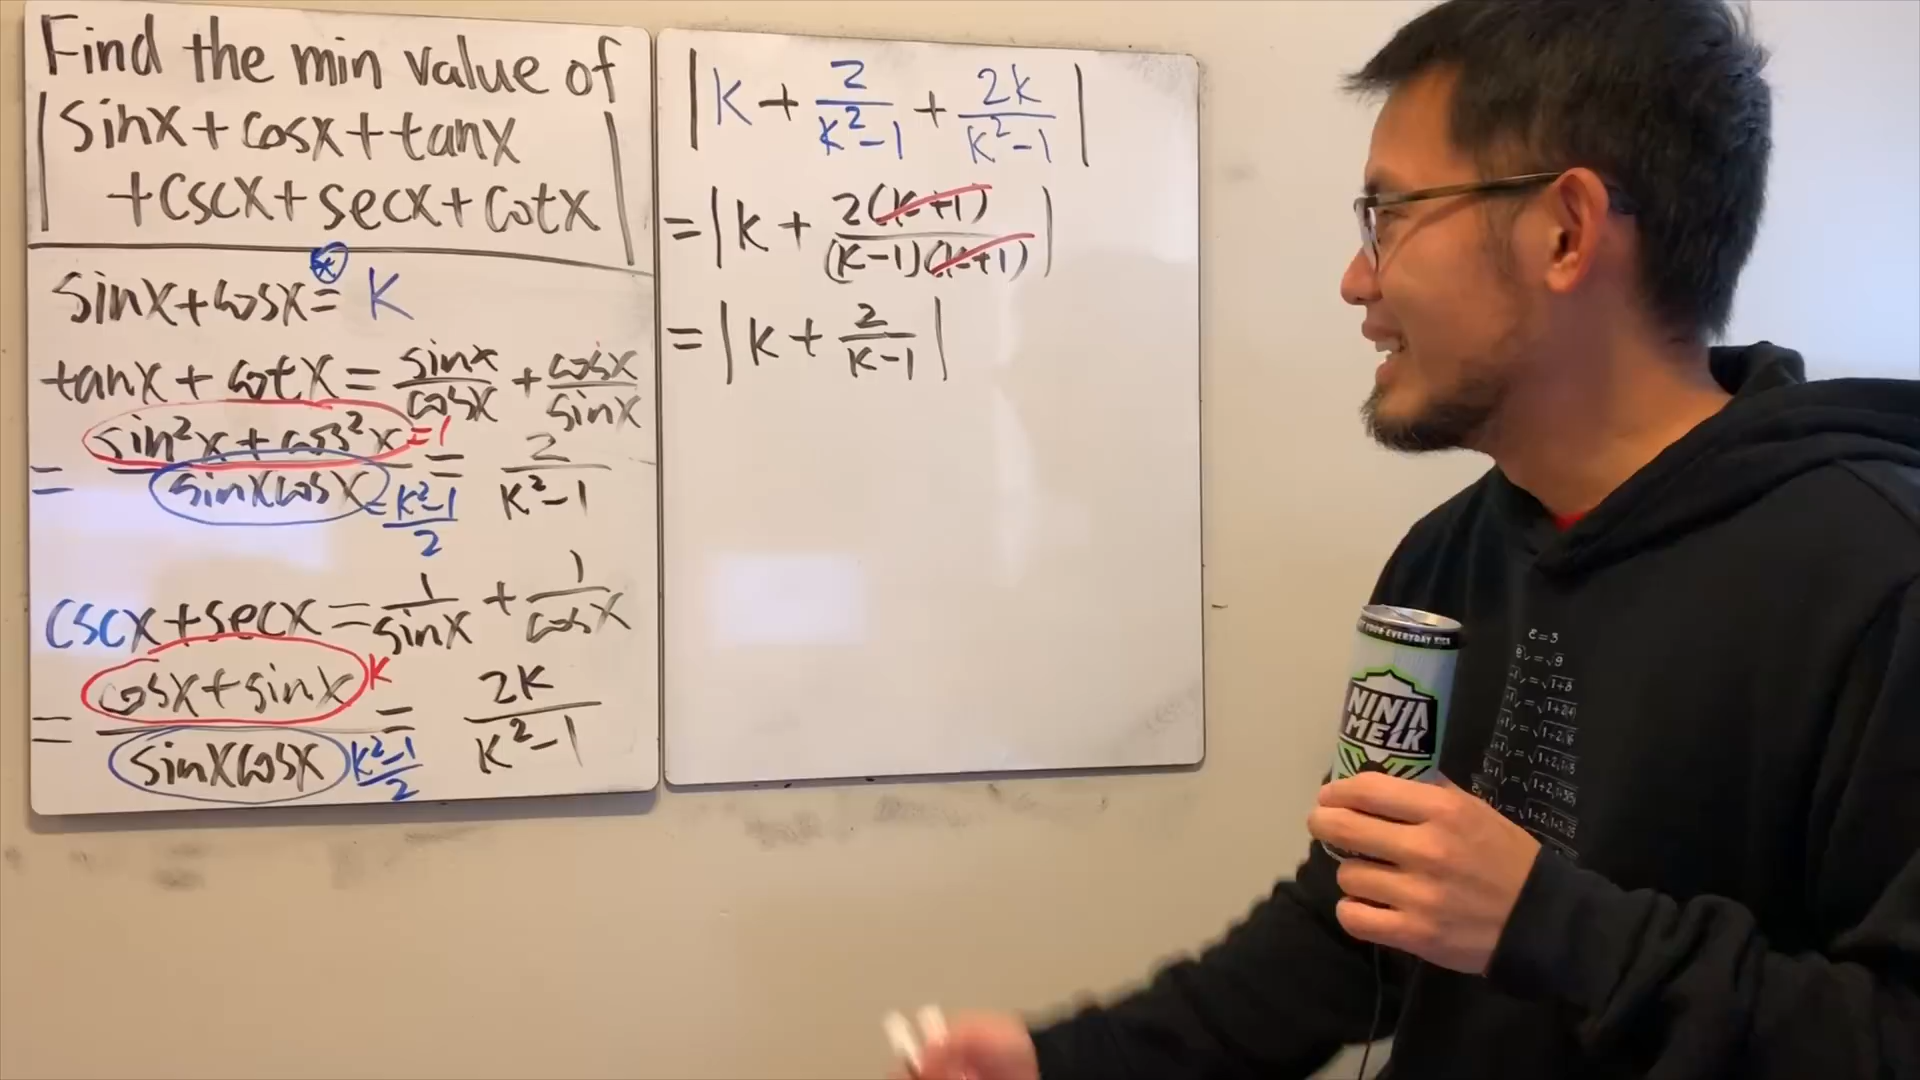 Find the min value of
|sinx+cosx+tanx
+cscx+secx+cotx|
sinx+cosx = K
tanx+cotx = sinx/cosx + cosx/sinx
= (sin²x+cos²x)/(sinxcosx) =1 = (K²-1)/2 = 2/(K²-1)
cscx+secx = 1/sinx + 1/cosx
= (cosx+sinx)/(sinxcosx) K (K²-1)/2 = 2K/(K²-1)
|K + 2/(K²-1) + 2K/(K²-1)|
= |K + 2(K+1)/((K-1)(K+1))|
= |K + 2/(K-1)|
YOUR EVERYDAY KICK
NINJA
MELK